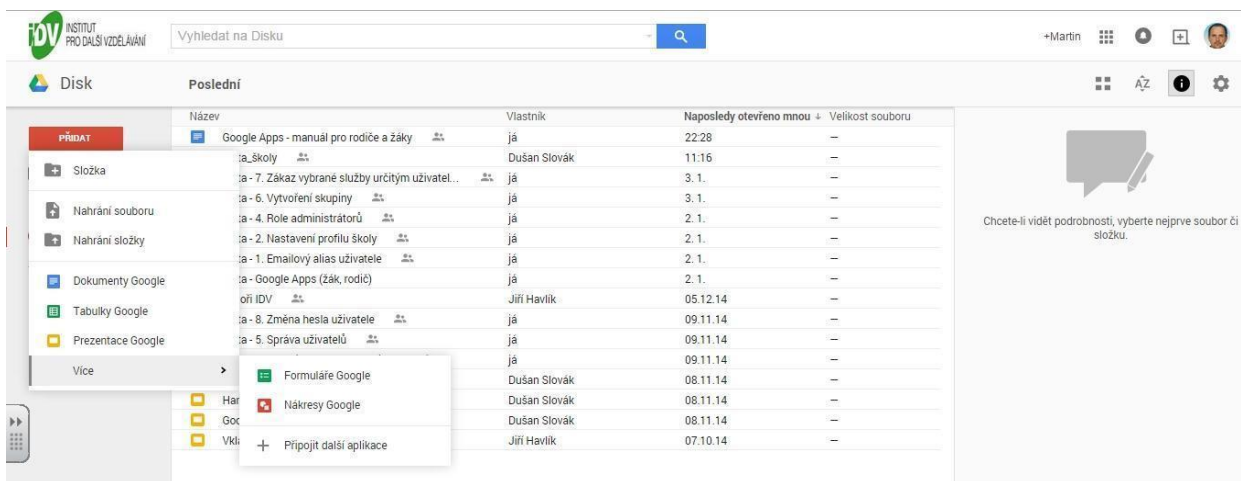 INSTITUT
PRO DALŠÍ VZDĚLÁVÁNÍ
Vyhledat na Disku
+Martin
Disk
Poslední
Název Vlastník Naposledy otevřeno mnou ↓ Velikost souboru
PŘIDAT
Google Apps - manuál pro rodiče a žáky já 22:28 —
ta_školy Dušan Slovák 11:16 —
ta - 7. Zákaz vybrané služby určitým uživatel... já 3. 1. —
ta - 6. Vytvoření skupiny já 3. 1. —
ta - 4. Role administrátorů já 2. 1. —
ta - 2. Nastavení profilu školy já 2. 1. —
ta - 1. Emailový alias uživatele já 2. 1. —
ta - Google Apps (žák, rodič) já 2. 1. —
oři IDV Jiří Havlík 05.12.14 —
ta - 8. Změna hesla uživatele já 09.11.14 —
ta - 5. Správa uživatelů já 09.11.14 —
já 09.11.14 —
Dušan Slovák 08.11.14 —
Har Dušan Slovák 08.11.14 —
Goo Dušan Slovák 08.11.14 —
Vkl Jiří Havlík 07.10.14 —
Složka
Nahrání souboru
Nahrání složky
Dokumenty Google
Tabulky Google
Prezentace Google
Více
Formuláře Google
Nákresy Google
Připojit další aplikace
Chcete-li vidět podrobnosti, vyberte nejprve soubor či
složku.